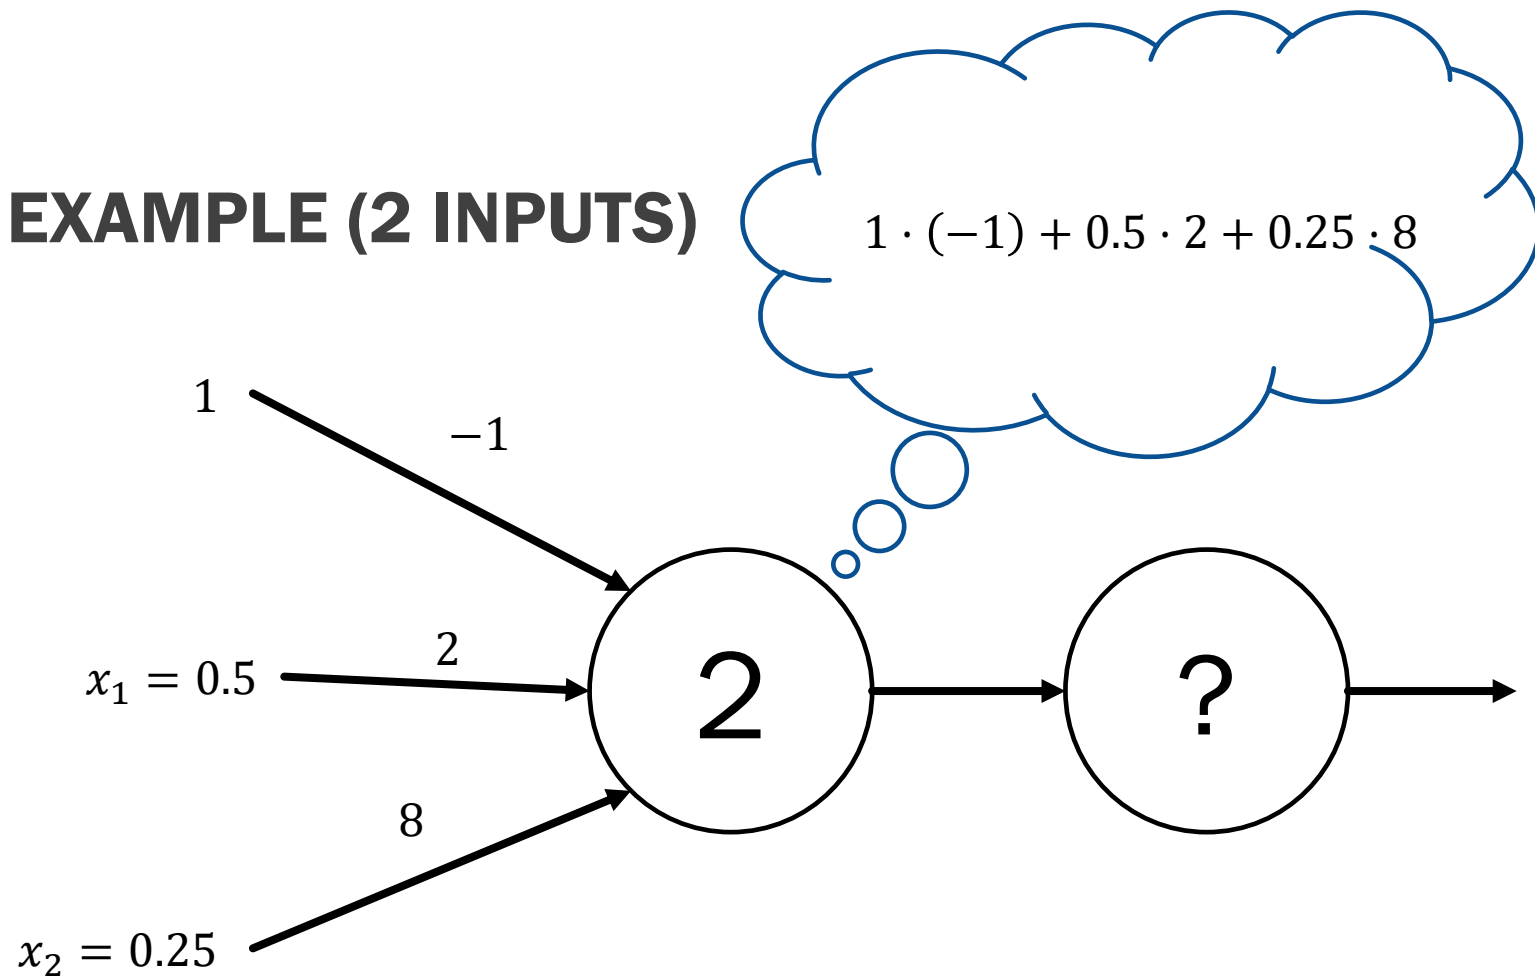 EXAMPLE (2 INPUTS)
1 · (−1) + 0.5 · 2 + 0.25 · 8
1
−1
x₁ = 0.5
2
2
?
8
x₂ = 0.25